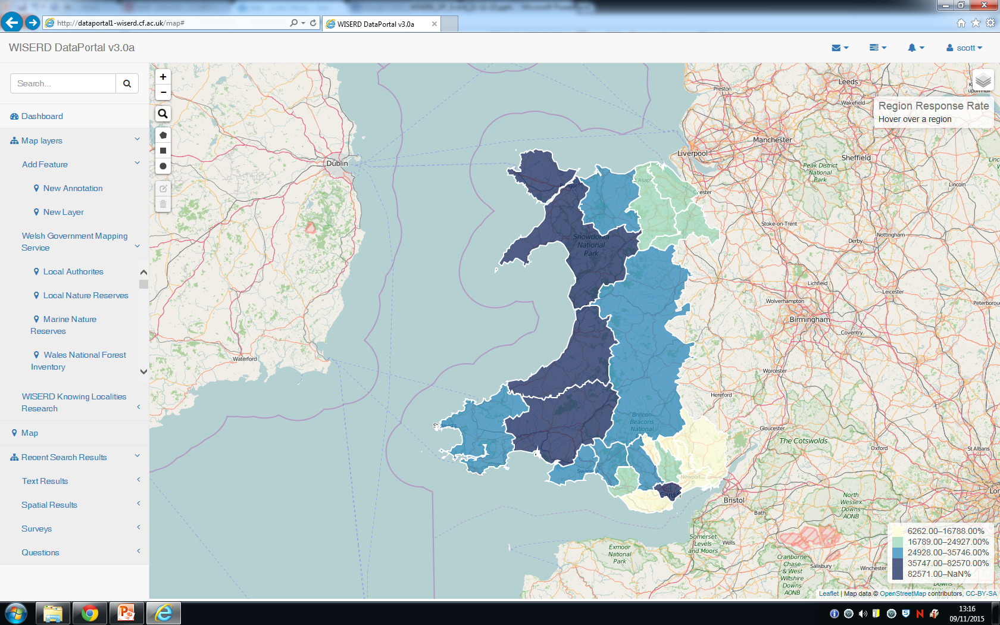 http://dataportal1-wiserd.cf.ac.uk/map#
WISERD DataPortal v3.0a
WISERD DataPortal v3.0a
scott
Search...
Dashboard
Map layers
Add Feature
New Annotation
New Layer
Welsh Government Mapping
Service
Local Authorites
Local Nature Reserves
Marine Nature
Reserves
Wales National Forest
Inventory
WISERD Knowing Localities
Research
Map
Recent Search Results
Text Results
Spatial Results
Surveys
Questions
+
−
Region Response Rate
Hover over a region
Leeds
Preston
Wakefield
Manchester
Liverpool
Sheffield
Peak District
National
Park
Lincoln
Dublin
Stoke-on-Trent
Nottingham
Derby
Snowdonia
National
Park
Lichfield
Leicester
Wolverhampton
Birmingham
Coventry
Waterford
Worcester
Hereford
Brecon
Beacons
National
Gloucester
The Cotswolds
Oxford
St Albans
Newport
Cardiff
Bristol
Bath
North
Wessex
Downs
AONB
Somerset
Levels
and Moors
Wells
Exmoor
National
Park
Cranborne
Chase
& West
Wiltshire
Downs
AONB
Salisbury
Winchester
6262.00–16788.00%
16789.00–24927.00%
24928.00–35746.00%
35747.00–82570.00%
82571.00–NaN%
Leaflet | Map data © OpenStreetMap contributors, CC-BY-SA
13:16
09/11/2015